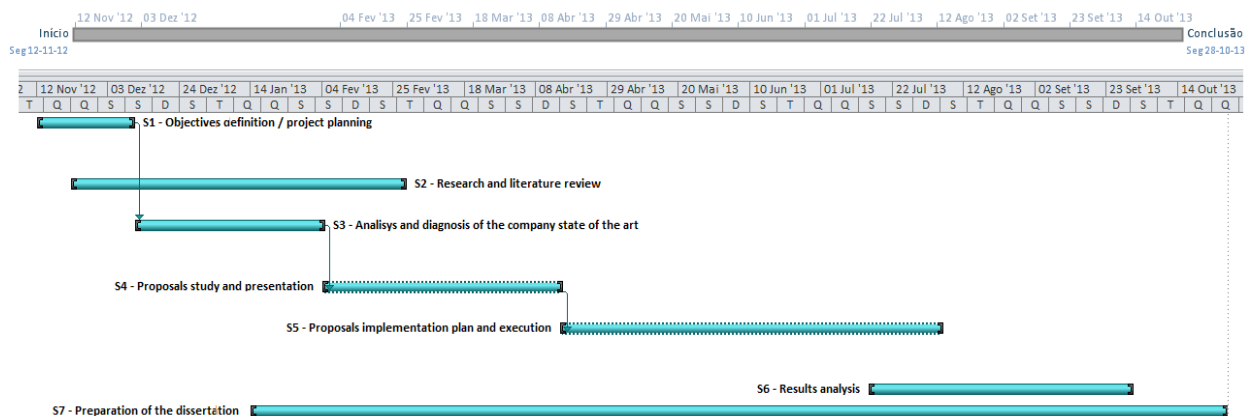 12 Nov '12 03 Dez '12 04 Fev '13 25 Fev '13 18 Mar '13 08 Abr '13 29 Abr '13 20 Mai '13 10 Jun '13 01 Jul '13 22 Jul '13 12 Ago '13 02 Set '13 23 Set '13 14 Out '13
Início Conclusão
Seg 12-11-12 Seg 28-10-13
2 12 Nov '12 03 Dez '12 24 Dez '12 14 Jan '13 04 Fev '13 25 Fev '13 18 Mar '13 08 Abr '13 29 Abr '13 20 Mai '13 10 Jun '13 01 Jul '13 22 Jul '13 12 Ago '13 02 Set '13 23 Set '13 14 Out '13
T Q Q S S D S T Q Q S S D S T Q Q S S D S T Q Q S S D S T Q Q S S D S T Q Q S S D S T Q Q S S D S T Q Q
S1 - Objectives definition / project planning
S2 - Research and literature review
S3 - Analisys and diagnosis of the company state of the art
S4 - Proposals study and presentation
S5 - Proposals implementation plan and execution
S6 - Results analysis
S7 - Preparation of the dissertation